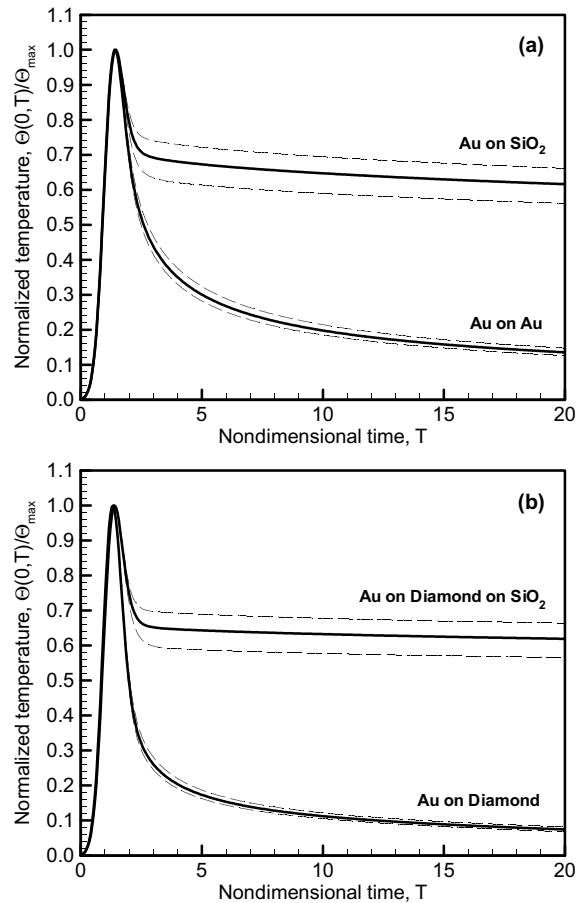 (a)
1.1
1.0
0.9
0.8
0.7
0.6
0.5
0.4
0.3
0.2
0.1
0.0
Normalized temperature, Θ(0,T)/Θmax
Au on SiO2
Au on Au
0 5 10 15 20
Nondimensional time, T
(b)
1.1
1.0
0.9
0.8
0.7
0.6
0.5
0.4
0.3
0.2
0.1
0.0
Normalized temperature, Θ(0,T)/Θmax
Au on Diamond on SiO2
Au on Diamond
0 5 10 15 20
Nondimensional time, T